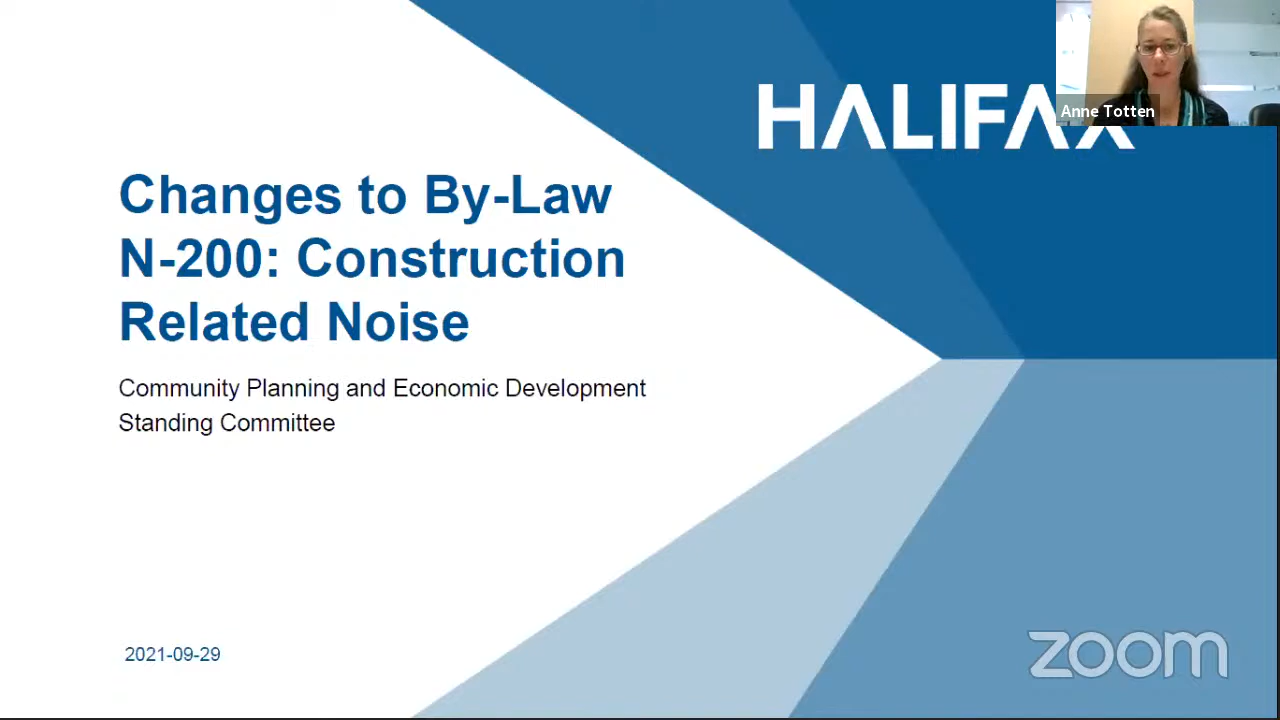 HALIFAX
Anne Totten
Changes to By-Law
N-200: Construction
Related Noise
Community Planning and Economic Development
Standing Committee
2021-09-29
zoom